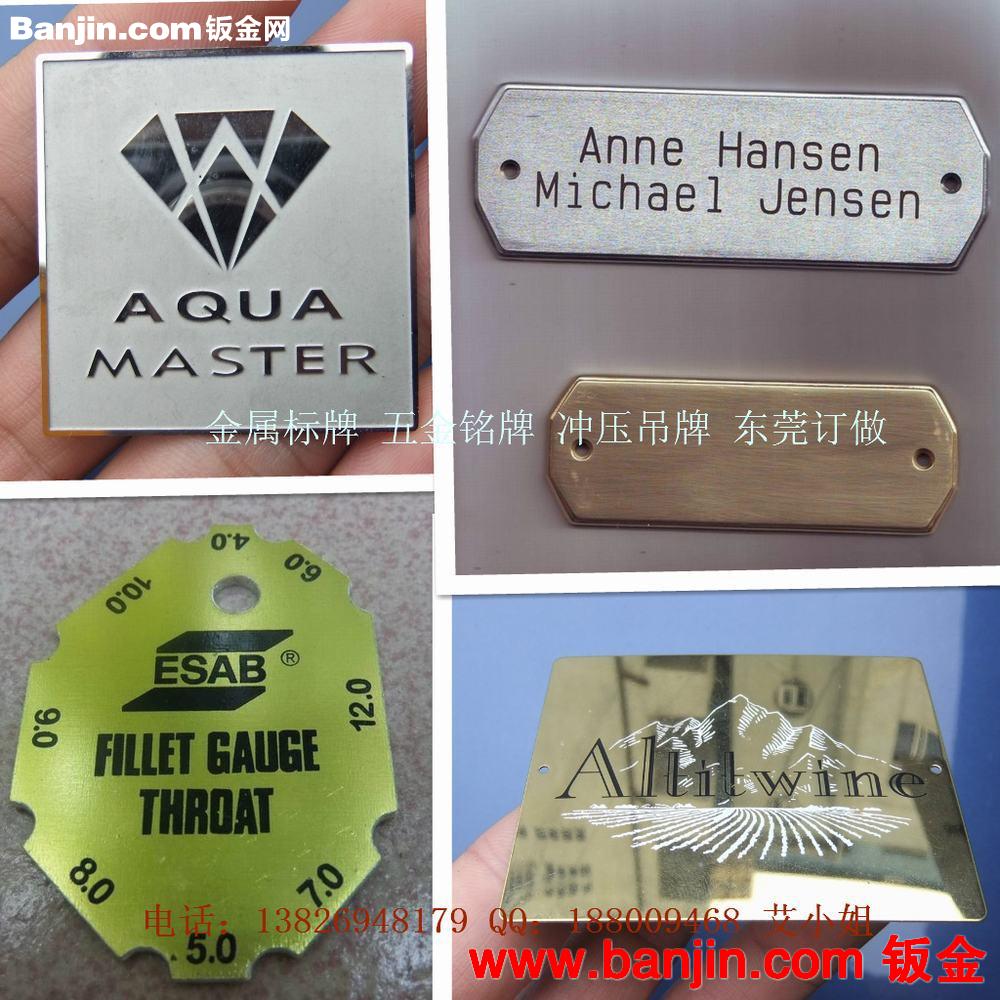 Banjin.com钣金网
AQUA
MASTER
Anne Hansen
Michael Jensen
金属标牌 五金铭牌 冲压吊牌 东莞订做
4.0
6.0
10.0
ESAB®
12.0
9.0
FILLET GAUGE
THROAT
8.0
7.0
5.0
Altitwine
电话：13826948179 QQ：188009468 艾小姐
www.banjin.com 钣金